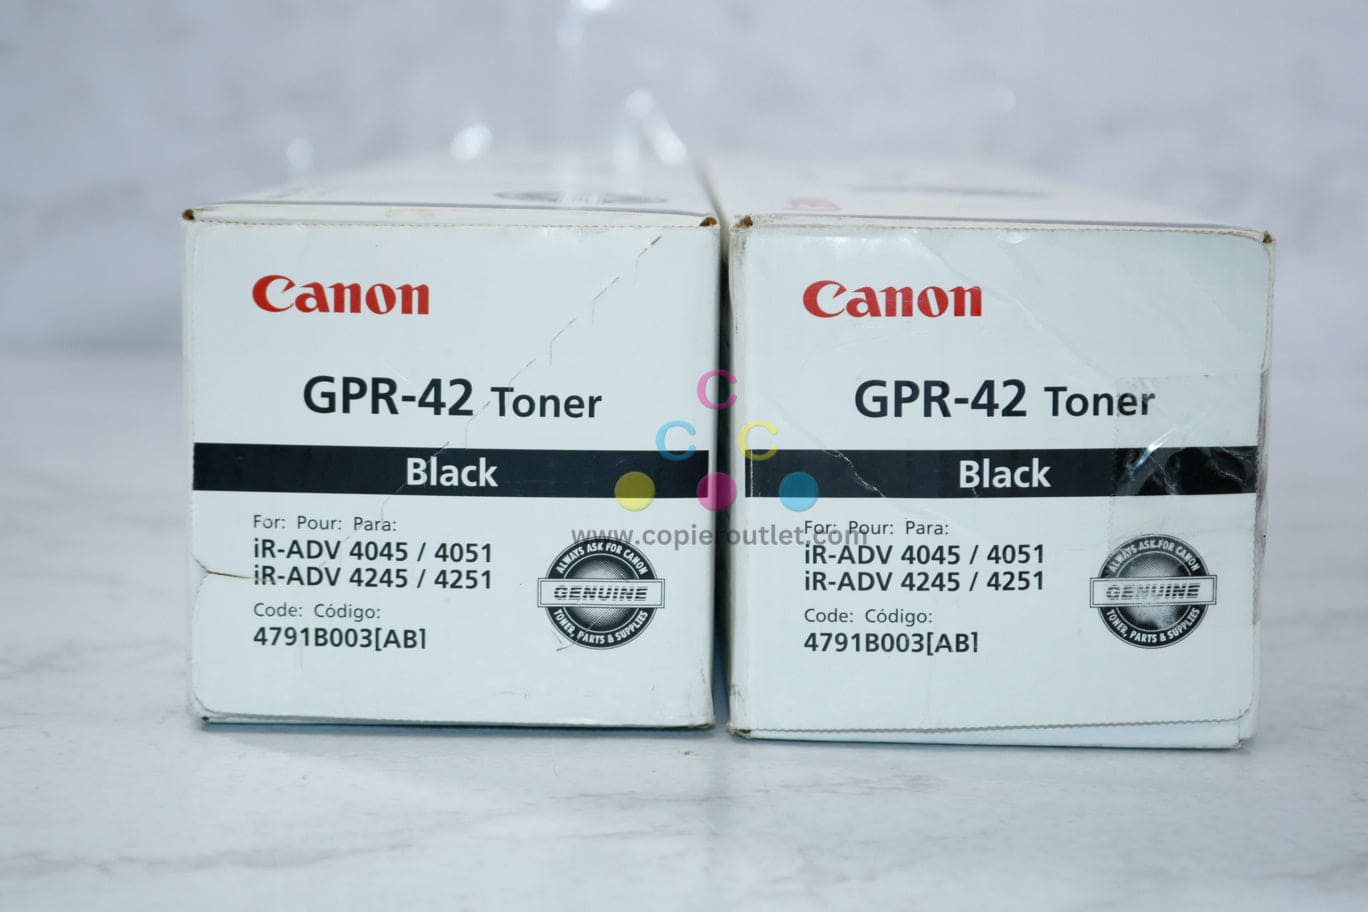 Canon
GPR-42 Toner
Black
For: Pour: Para:
iR-ADV 4045 / 4051
iR-ADV 4245 / 4251
Code: Código:
4791B003[AB]
ALWAYS ASK FOR CANON
GENUINE
TONER, PARTS & SUPPLIES
Canon
GPR-42 Toner
Black
For: Pour: Para:
iR-ADV 4045 / 4051
iR-ADV 4245 / 4251
Code: Código:
4791B003[AB]
ALWAYS ASK FOR CANON
GENUINE
TONER, PARTS & SUPPLIES
C
C C
www.copieroutlet.com